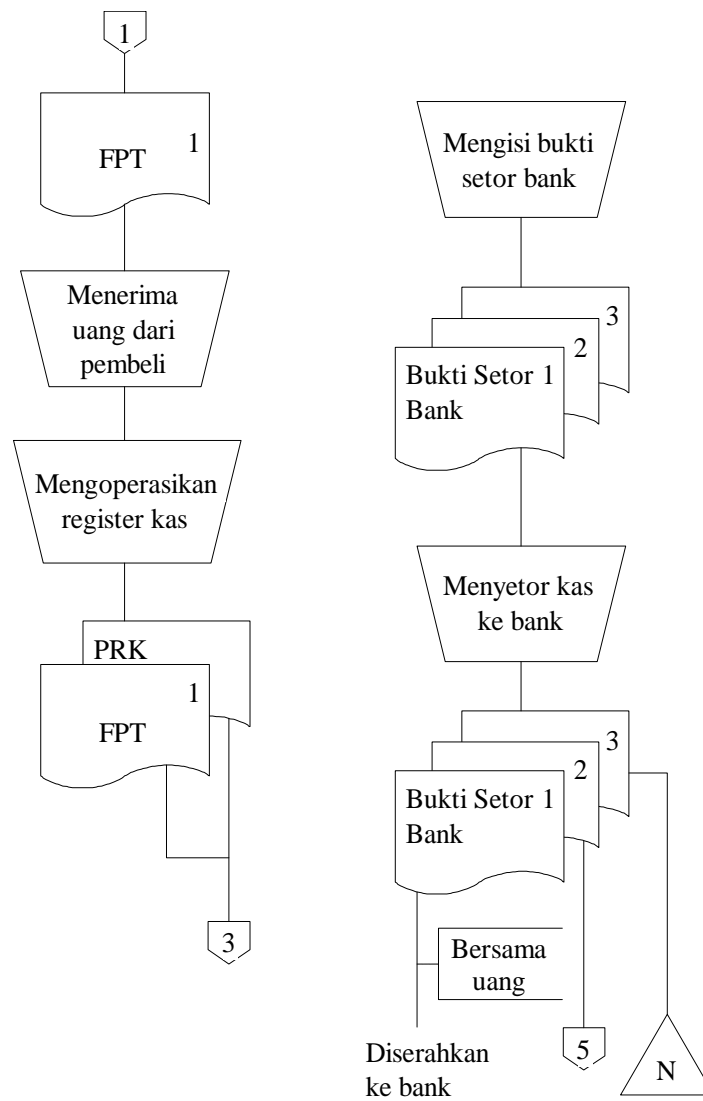 1
1
FPT
Menerima
uang dari
pembeli
Mengoperasikan
register kas
PRK
1
FPT
3
Mengisi bukti
setor bank
3
2
Bukti Setor 1
Bank
Menyetor kas
ke bank
3
2
Bukti Setor 1
Bank
Bersama
uang
Diserahkan
ke bank
5
N